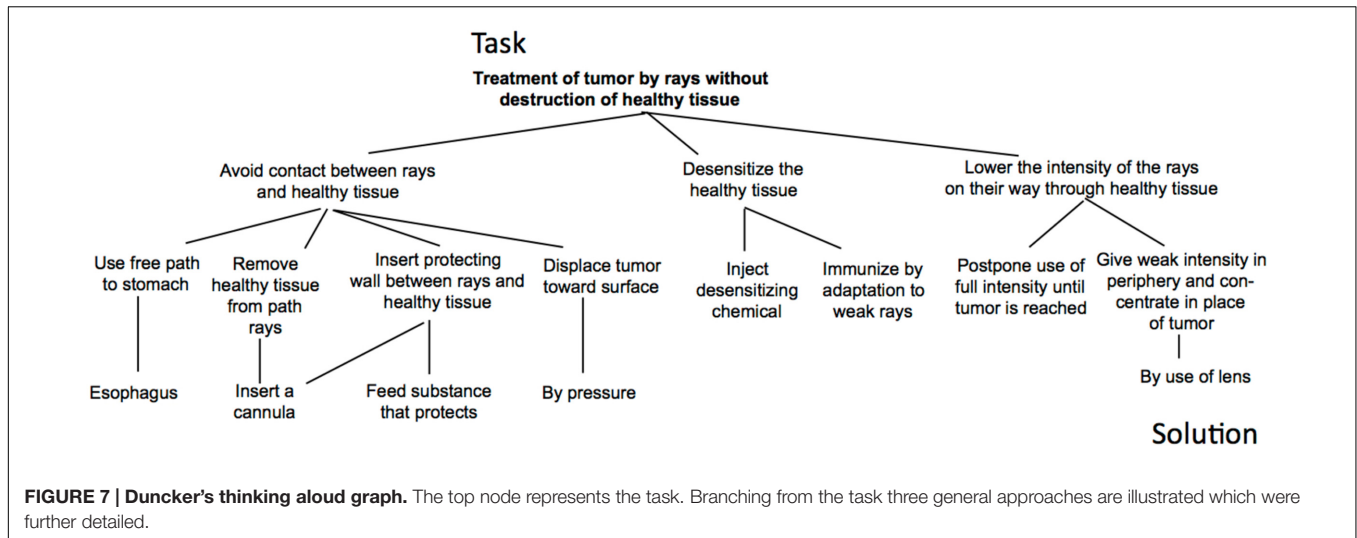 Task
Treatment of tumor by rays without
destruction of healthy tissue
Avoid contact between rays
and healthy tissue
Desensitize the
healthy tissue
Lower the intensity of the rays
on their way through healthy tissue
Use free path
to stomach
Remove
healthy tissue
from path
rays
Insert protecting
wall between rays and
healthy tissue
Displace tumor
toward surface
Inject
desensitizing
chemical
Immunize by
adaptation to
weak rays
Postpone use of
full intensity until
tumor is reached
Give weak intensity in
periphery and con-
centrate in place
of tumor
Esophagus
Insert a
cannula
Feed substance
that protects
By pressure
By use of lens
Solution
FIGURE 7 | Duncker's thinking aloud graph. The top node represents the task. Branching from the task three general approaches are illustrated which were
further detailed.